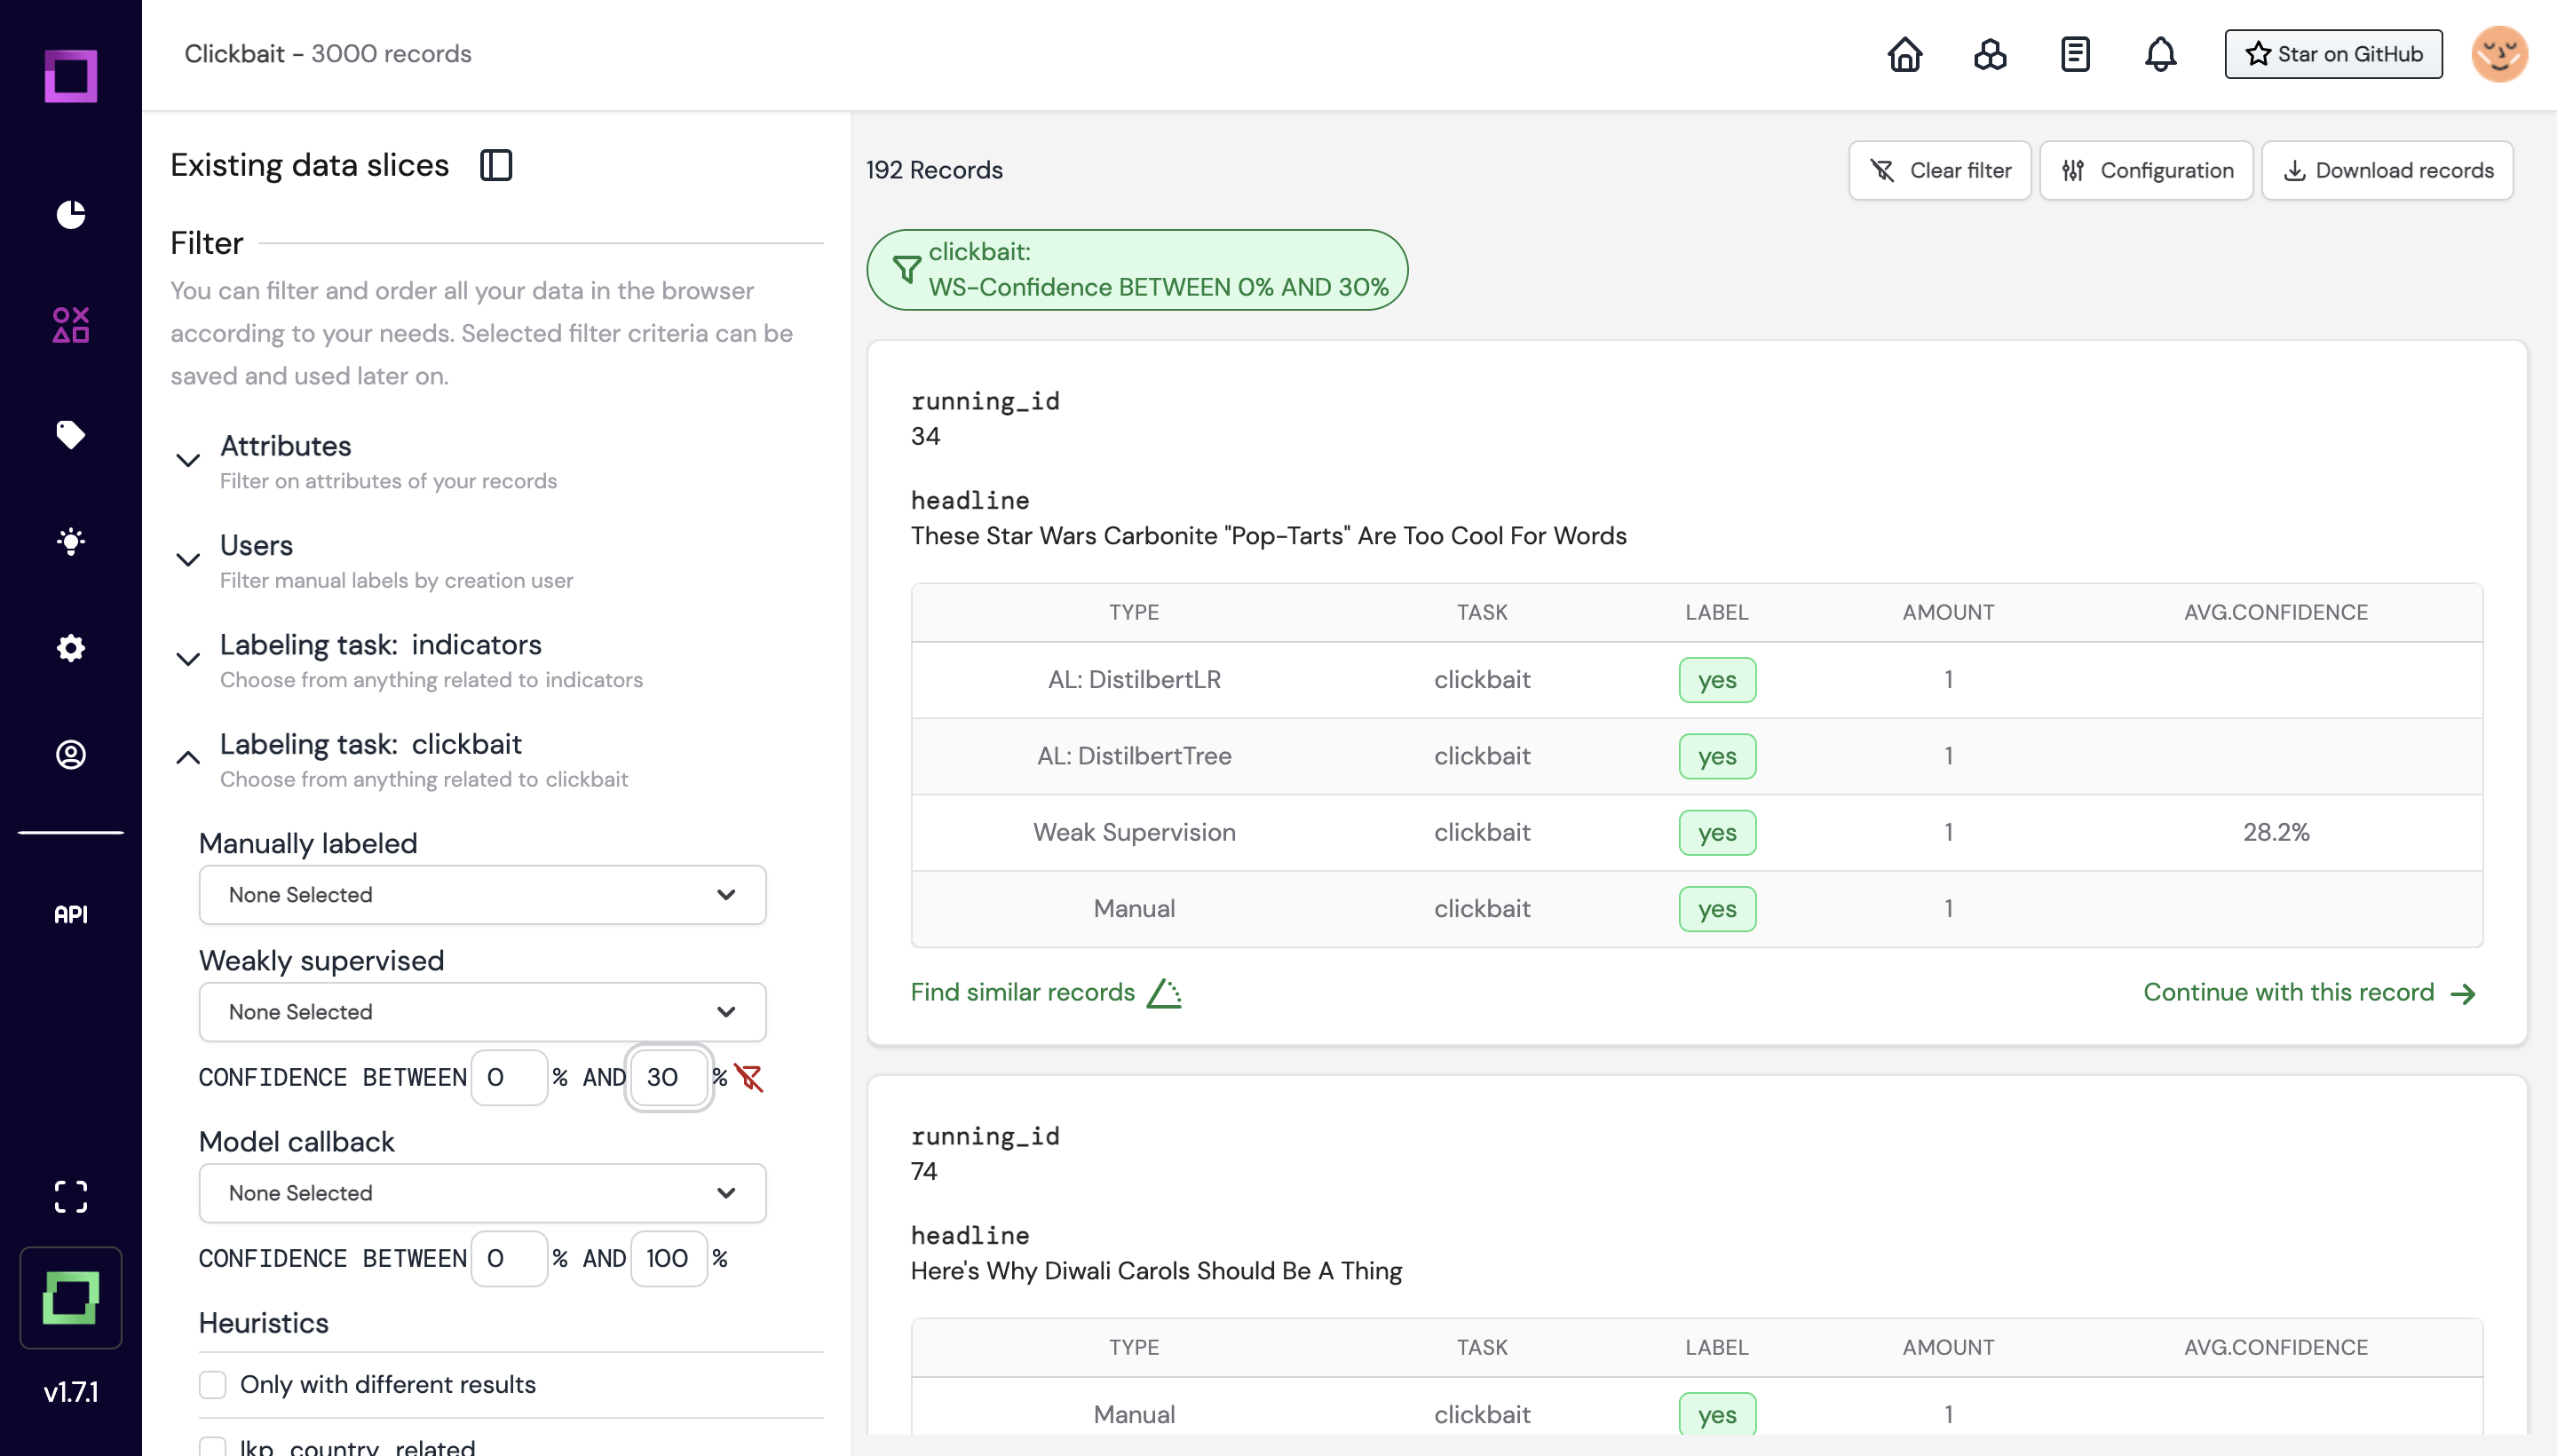 Clickbait - 3000 records
Star on GitHub
API
v1.7.1
Existing data slices
Filter
You can filter and order all your data in the browser
according to your needs. Selected filter criteria can be
saved and used later on.
Attributes
Filter on attributes of your records
Users
Filter manual labels by creation user
Labeling task: indicators
Choose from anything related to indicators
Labeling task: clickbait
Choose from anything related to clickbait
Manually labeled
None Selected
Weakly supervised
None Selected
CONFIDENCE BETWEEN 0 % AND 30 %
Model callback
None Selected
CONFIDENCE BETWEEN 0 % AND 100 %
Heuristics
Only with different results
lkp_country_related
192 Records
Clear filter
Configuration
Download records
clickbait:
WS-Confidence BETWEEN 0% AND 30%
running_id
34
headline
These Star Wars Carbonite "Pop-Tarts" Are Too Cool For Words
TYPE TASK LABEL AMOUNT AVG.CONFIDENCE
AL: DistilbertLR clickbait yes 1
AL: DistilbertTree clickbait yes 1
Weak Supervision clickbait yes 1 28.2%
Manual clickbait yes 1
Find similar records
Continue with this record
running_id
74
headline
Here's Why Diwali Carols Should Be A Thing
TYPE TASK LABEL AMOUNT AVG.CONFIDENCE
Manual clickbait yes 1